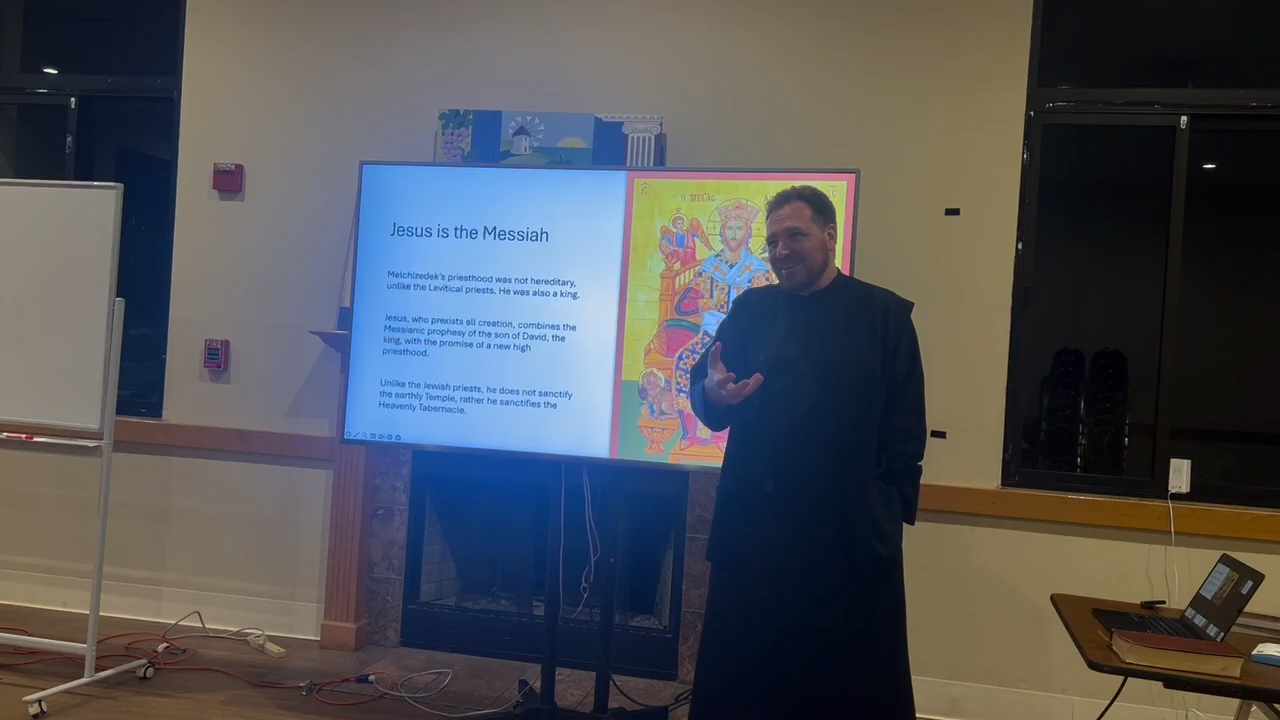 Jesus is the Messiah
Melchizedek's priesthood was not hereditary,
unlike the Levitical priests. He was also a king.
Jesus, who prexists all creation, combines the
Messianic prophesy of the son of David, the
king, with the promise of a new high
priesthood.
Unlike the Jewish priests, he does not sanctify
the earthly Temple, rather he sanctifies the
Heavenly Tabernacle.
FIRE